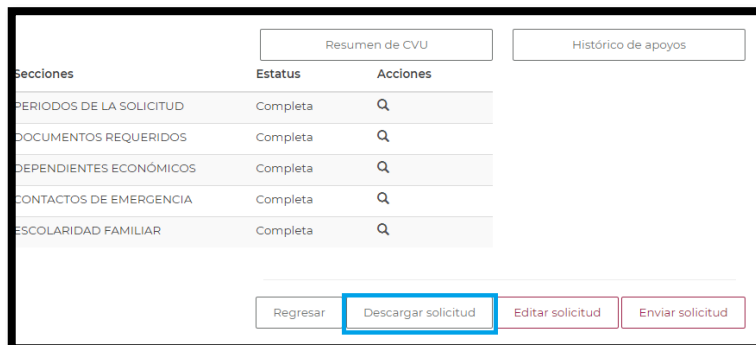 Resumen de CVU Histórico de apoyos
Secciones Estatus Acciones
PERIODOS DE LA SOLICITUD Completa
DOCUMENTOS REQUERIDOS Completa
DEPENDIENTES ECONÓMICOS Completa
CONTACTOS DE EMERGENCIA Completa
ESCOLARIDAD FAMILIAR Completa
Regresar Descargar solicitud Editar solicitud Enviar solicitud